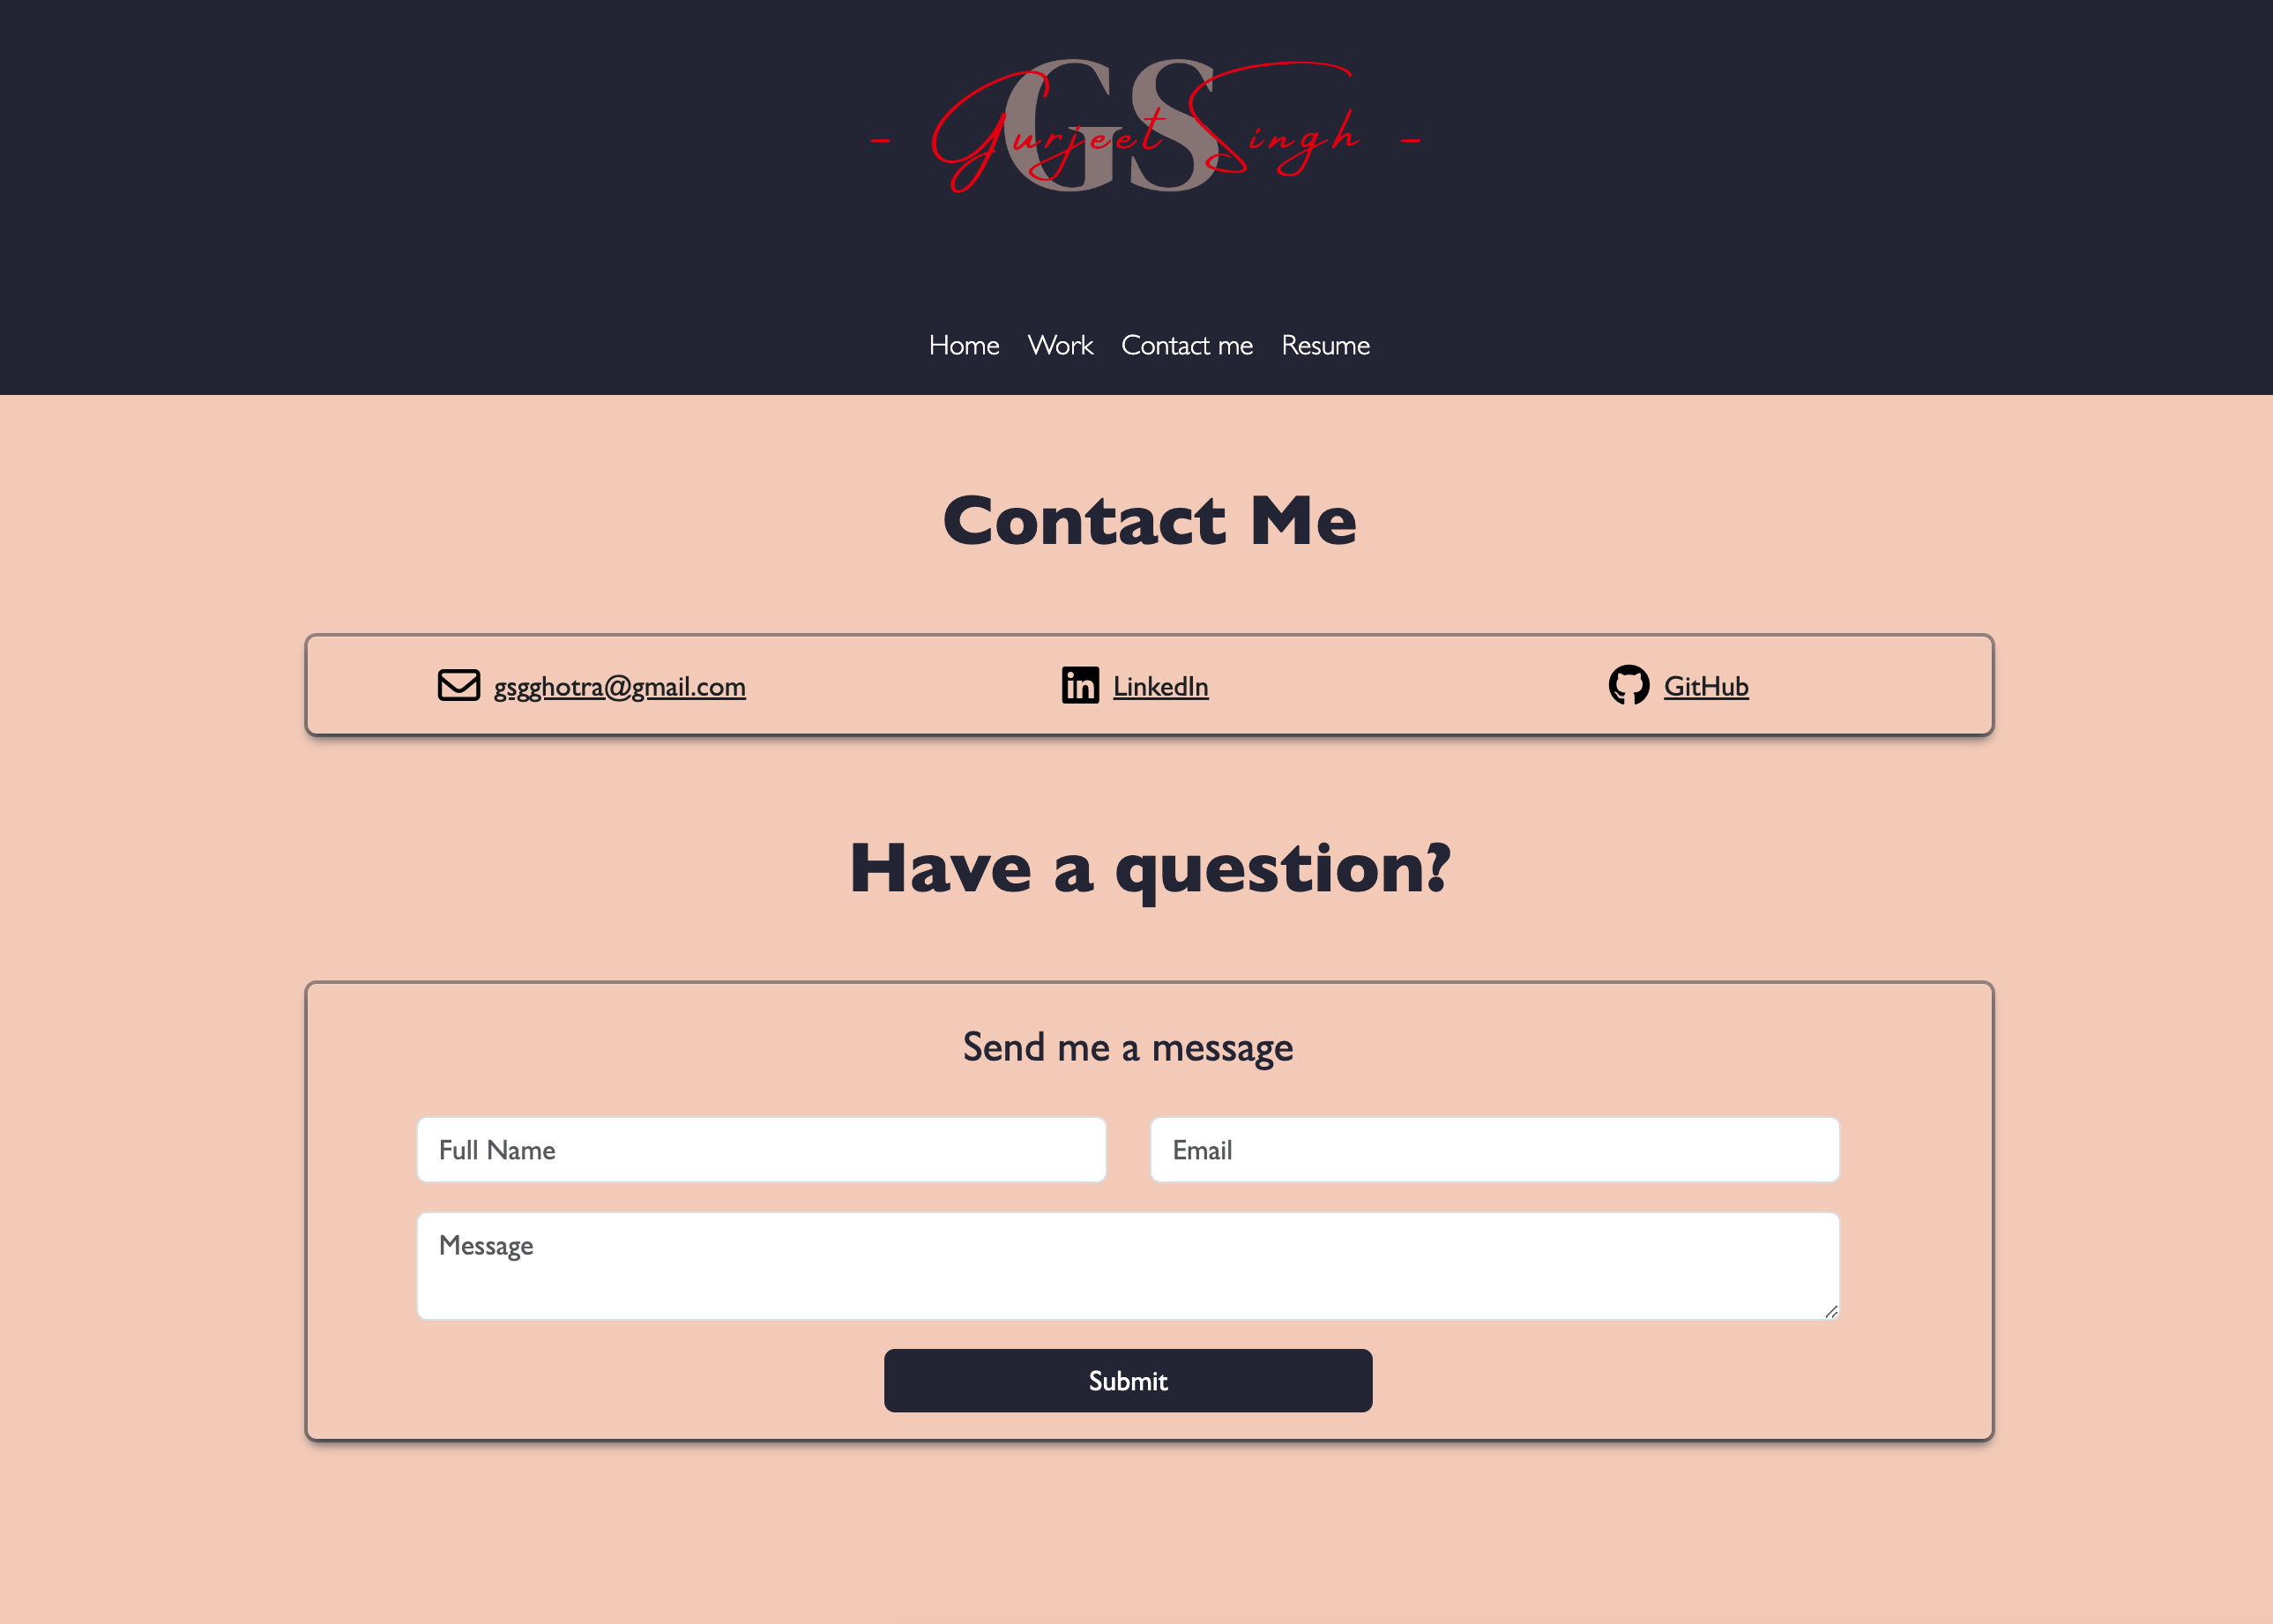 GS
- Gurjeet Singh -
Home Work Contact me Resume
Contact Me
gsgghotra@gmail.com LinkedIn GitHub
Have a question?
Send me a message
Full Name Email
Message
Submit